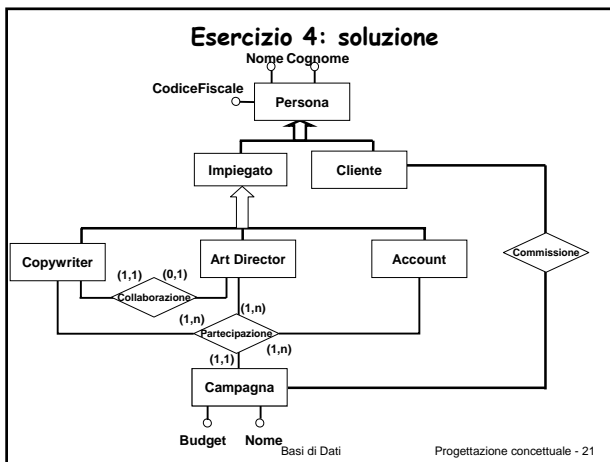 Esercizio 4: soluzione
Nome Cognome
CodiceFiscale
Persona
Impiegato
Cliente
Copywriter
Art Director
Account
Commissione
(1,1)
(0,1)
Collaborazione
(1,n)
(1,n)
Partecipazione
(1,1)
(1,n)
Campagna
Budget
Nome
Basi di Dati
Progettazione concettuale - 21